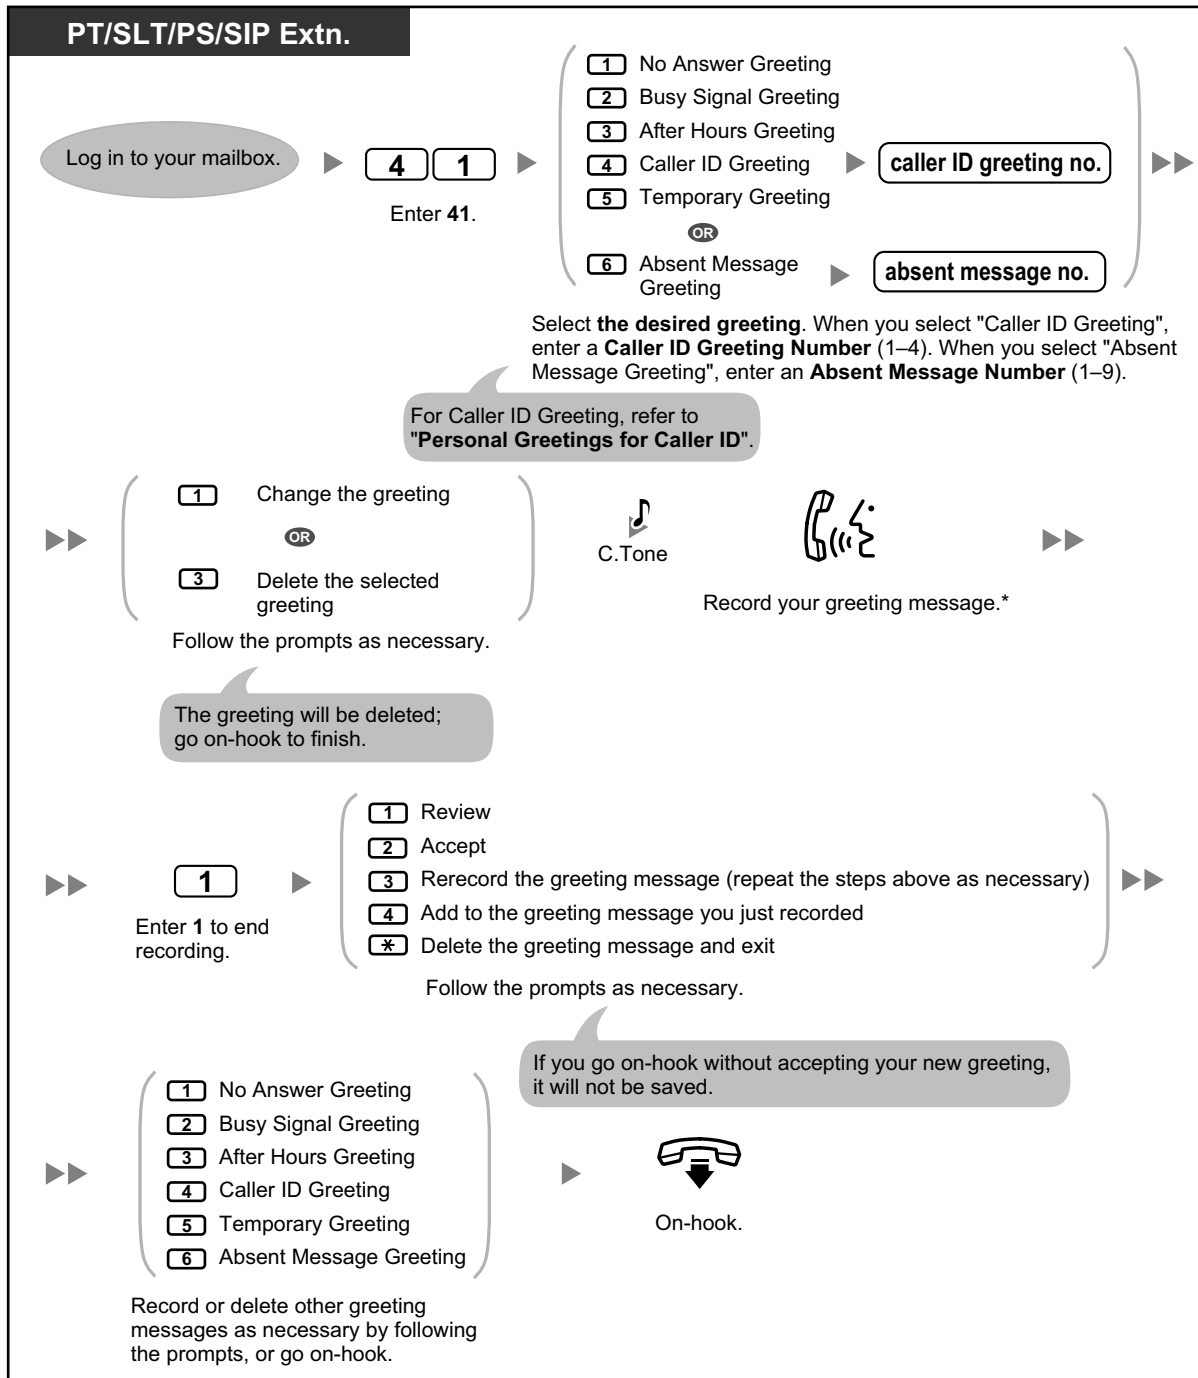 PT/SLT/PS/SIP Extn.
Log in to your mailbox.
4 1
Enter 41.
1 No Answer Greeting
2 Busy Signal Greeting
3 After Hours Greeting
4 Caller ID Greeting
caller ID greeting no.
5 Temporary Greeting
OR
6 Absent Message
Greeting
absent message no.
Select the desired greeting. When you select "Caller ID Greeting",
enter a Caller ID Greeting Number (1–4). When you select "Absent
Message Greeting", enter an Absent Message Number (1–9).
For Caller ID Greeting, refer to
"Personal Greetings for Caller ID".
1 Change the greeting
OR
3 Delete the selected
greeting
Follow the prompts as necessary.
C.Tone
Record your greeting message.*
The greeting will be deleted;
go on-hook to finish.
1
Enter 1 to end
recording.
1 Review
2 Accept
3 Rerecord the greeting message (repeat the steps above as necessary)
4 Add to the greeting message you just recorded
* Delete the greeting message and exit
Follow the prompts as necessary.
If you go on-hook without accepting your new greeting,
it will not be saved.
1 No Answer Greeting
2 Busy Signal Greeting
3 After Hours Greeting
4 Caller ID Greeting
5 Temporary Greeting
6 Absent Message Greeting
Record or delete other greeting
messages as necessary by following
the prompts, or go on-hook.
On-hook.